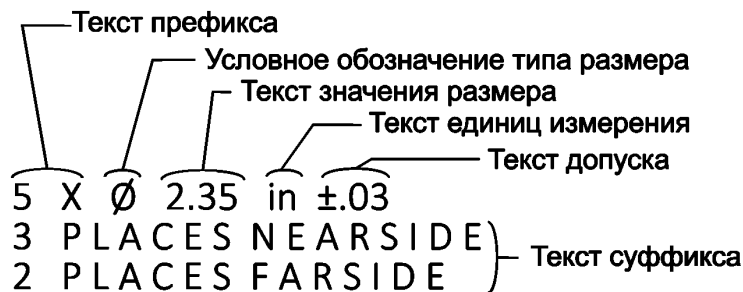 Текст префикса
Условное обозначение типа размера
Текст значения размера
Текст единиц измерения
Текст допуска
5 X Ø 2.35 in ±.03
3 PLACES NEARSIDE
2 PLACES FARSIDE
Текст суффикса